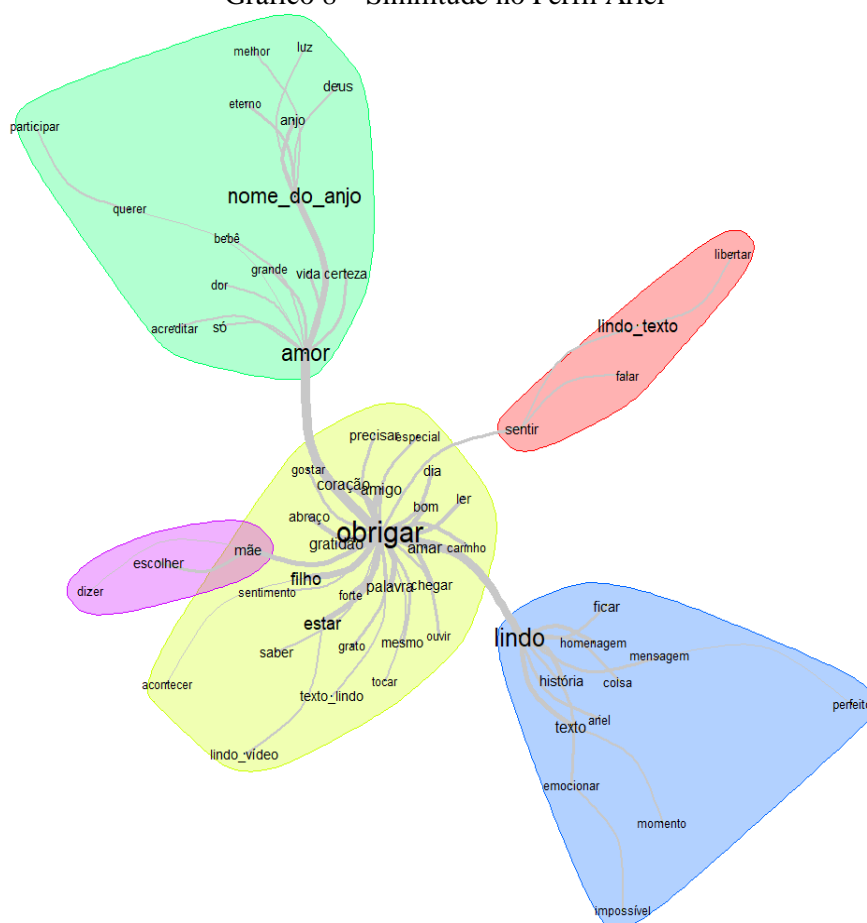 Gráfico 8 – Similitude no Perfil Ariel
melhor
luz
deus
eterno
anjo
participar
nome_do_anjo
querer
bebê
grande
vida
certeza
dor
acreditar
só
amor
libertar
lindo_texto
falar
sentir
precisar
especial
gostar
dia
coração
amigo
ler
abraço
bom
obrigar
gratidão
amar
carinho
mãe
escolher
filho
dizer
sentimento
forte
palavra
chegar
estar
saber
grato
mesmo
ouvir
acontecer
texto_lindo
tocar
lindo_vídeo
ficar
lindo
homenagem
mensagem
história
coisa
perfeito
ariel
texto
emocionar
momento
impossível